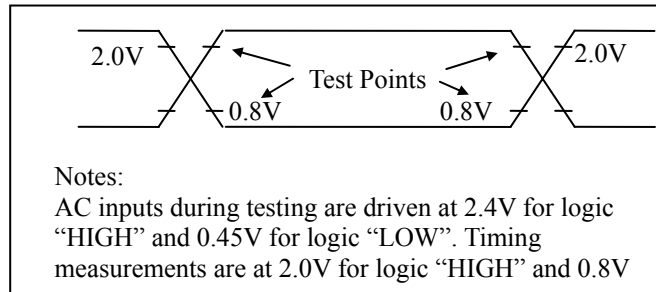 2.0V 2.0V
Test Points
0.8V 0.8V
Notes:
AC inputs during testing are driven at 2.4V for logic
“HIGH” and 0.45V for logic “LOW”. Timing
measurements are at 2.0V for logic “HIGH” and 0.8V